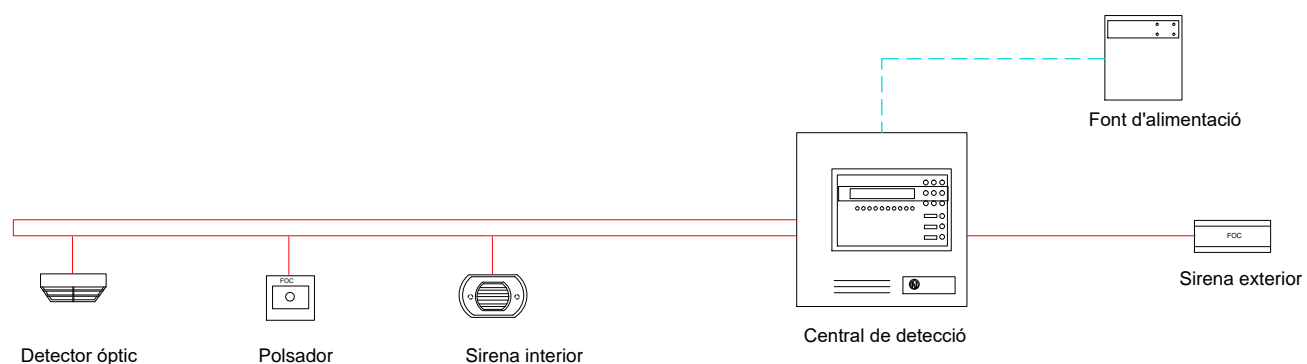 Font d'alimentació
FOC
Sirena exterior
Central de detecció
FOC
Detector óptic
Polsador
Sirena interior